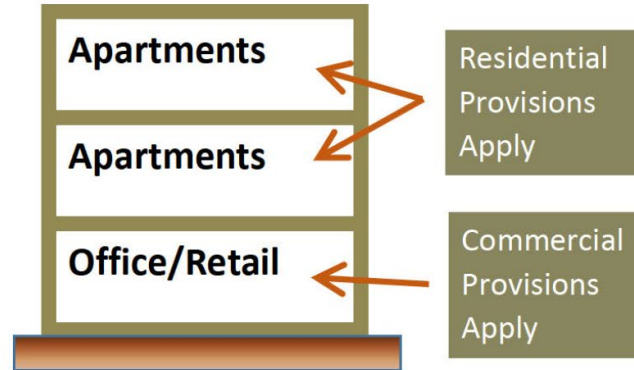 Apartments
Apartments
Office/Retail
Residential
Provisions
Apply
Commercial
Provisions
Apply